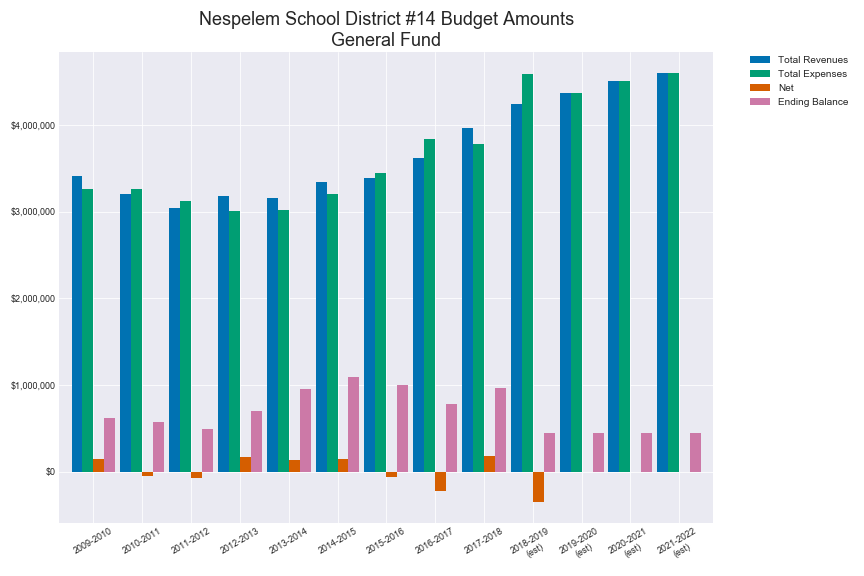 Nespelem School District #14 Budget Amounts
General Fund
Total Revenues
Total Expenses
Net
Ending Balance
$4,000,000
$3,000,000
$2,000,000
$1,000,000
$0
2009-2010
2010-2011
2011-2012
2012-2013
2013-2014
2014-2015
2015-2016
2016-2017
2017-2018
2018-2019
(est)
2019-2020
(est)
2020-2021
(est)
2021-2022
(est)